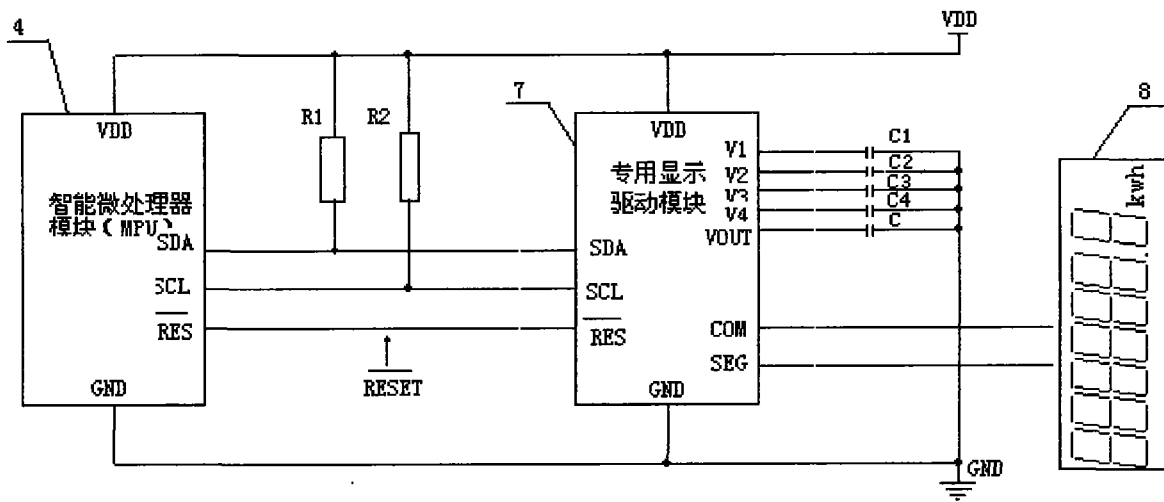 4
VDD
7
8
R1
R2
VDD
智能微处理器
模块(MPU)
SDA
SCL
RES
GND
RESET
VDD
专用显示
驱动模块
SDA
SCL
RES
GND
V1
V2
V3
V4
VOUT
COM
SEG
C1
C2
C3
C4
C
GND
kwh